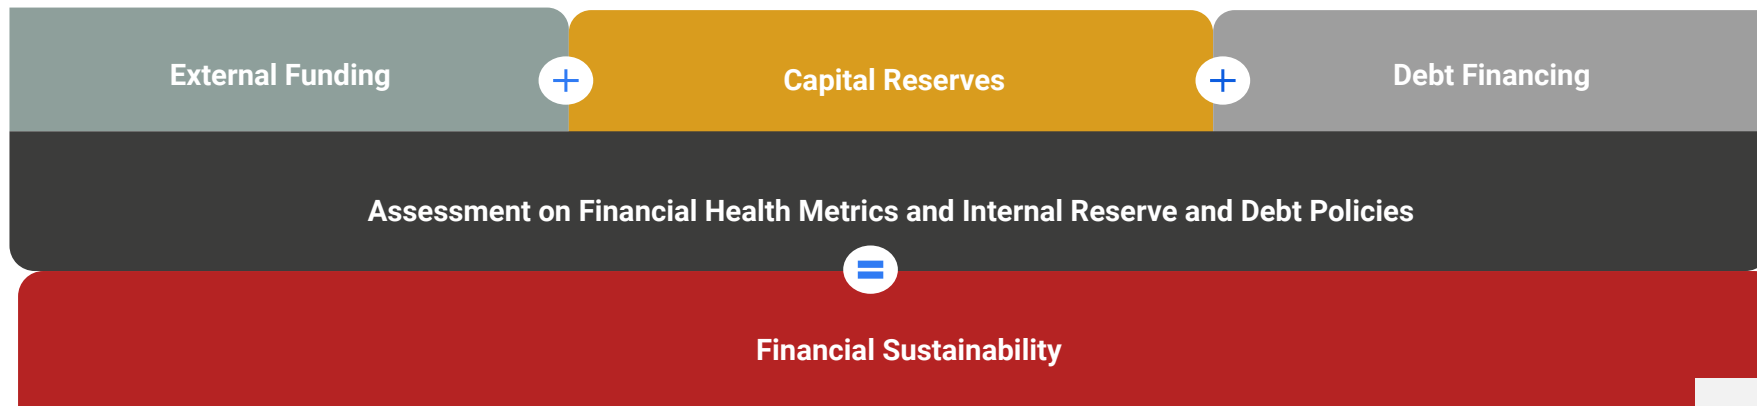 External Funding
Capital Reserves
Debt Financing
Assessment on Financial Health Metrics and Internal Reserve and Debt Policies
Financial Sustainability